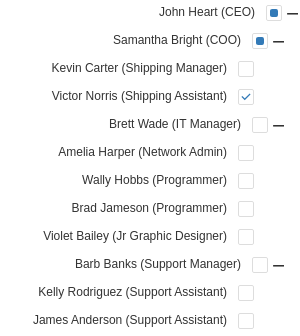 John Heart (CEO)
Samantha Bright (COO)
Kevin Carter (Shipping Manager)
Victor Norris (Shipping Assistant)
Brett Wade (IT Manager)
Amelia Harper (Network Admin)
Wally Hobbs (Programmer)
Brad Jameson (Programmer)
Violet Bailey (Jr Graphic Designer)
Barb Banks (Support Manager)
Kelly Rodriguez (Support Assistant)
James Anderson (Support Assistant)